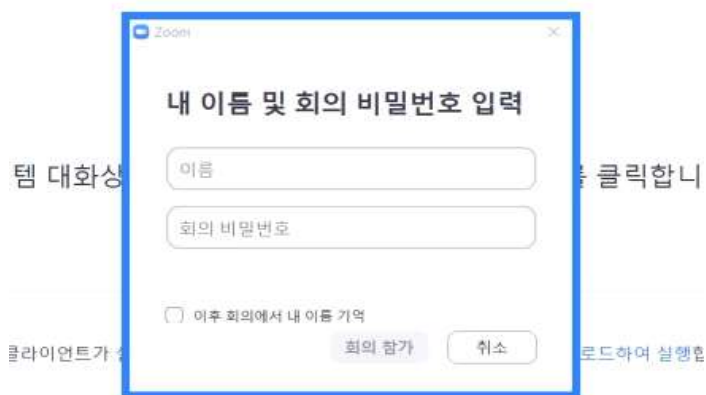 Zoom
내 이름 및 회의 비밀번호 입력
이름
템 대화상 클릭합니
회의 비밀번호
이후 회의에서 내 이름 기억
회의 참가 취소
클라이언트가 로드하여 실행합